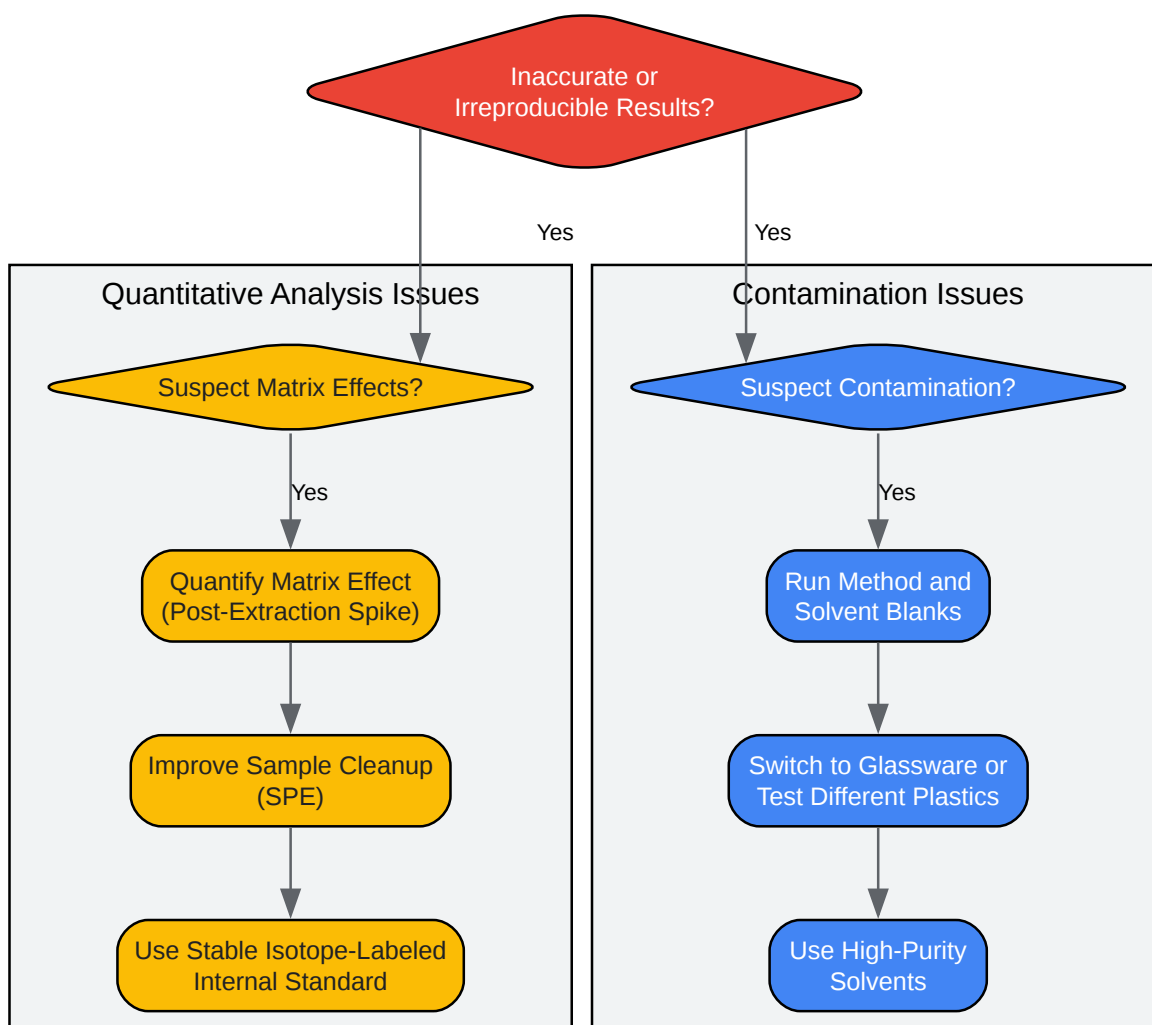 Inaccurate or
Irreproducible Results?
Yes
Yes
Quantitative Analysis Issues
Suspect Matrix Effects?
Yes
Quantify Matrix Effect
(Post-Extraction Spike)
Improve Sample Cleanup
(SPE)
Use Stable Isotope-Labeled
Internal Standard
Contamination Issues
Suspect Contamination?
Yes
Run Method and
Solvent Blanks
Switch to Glassware or
Test Different Plastics
Use High-Purity
Solvents